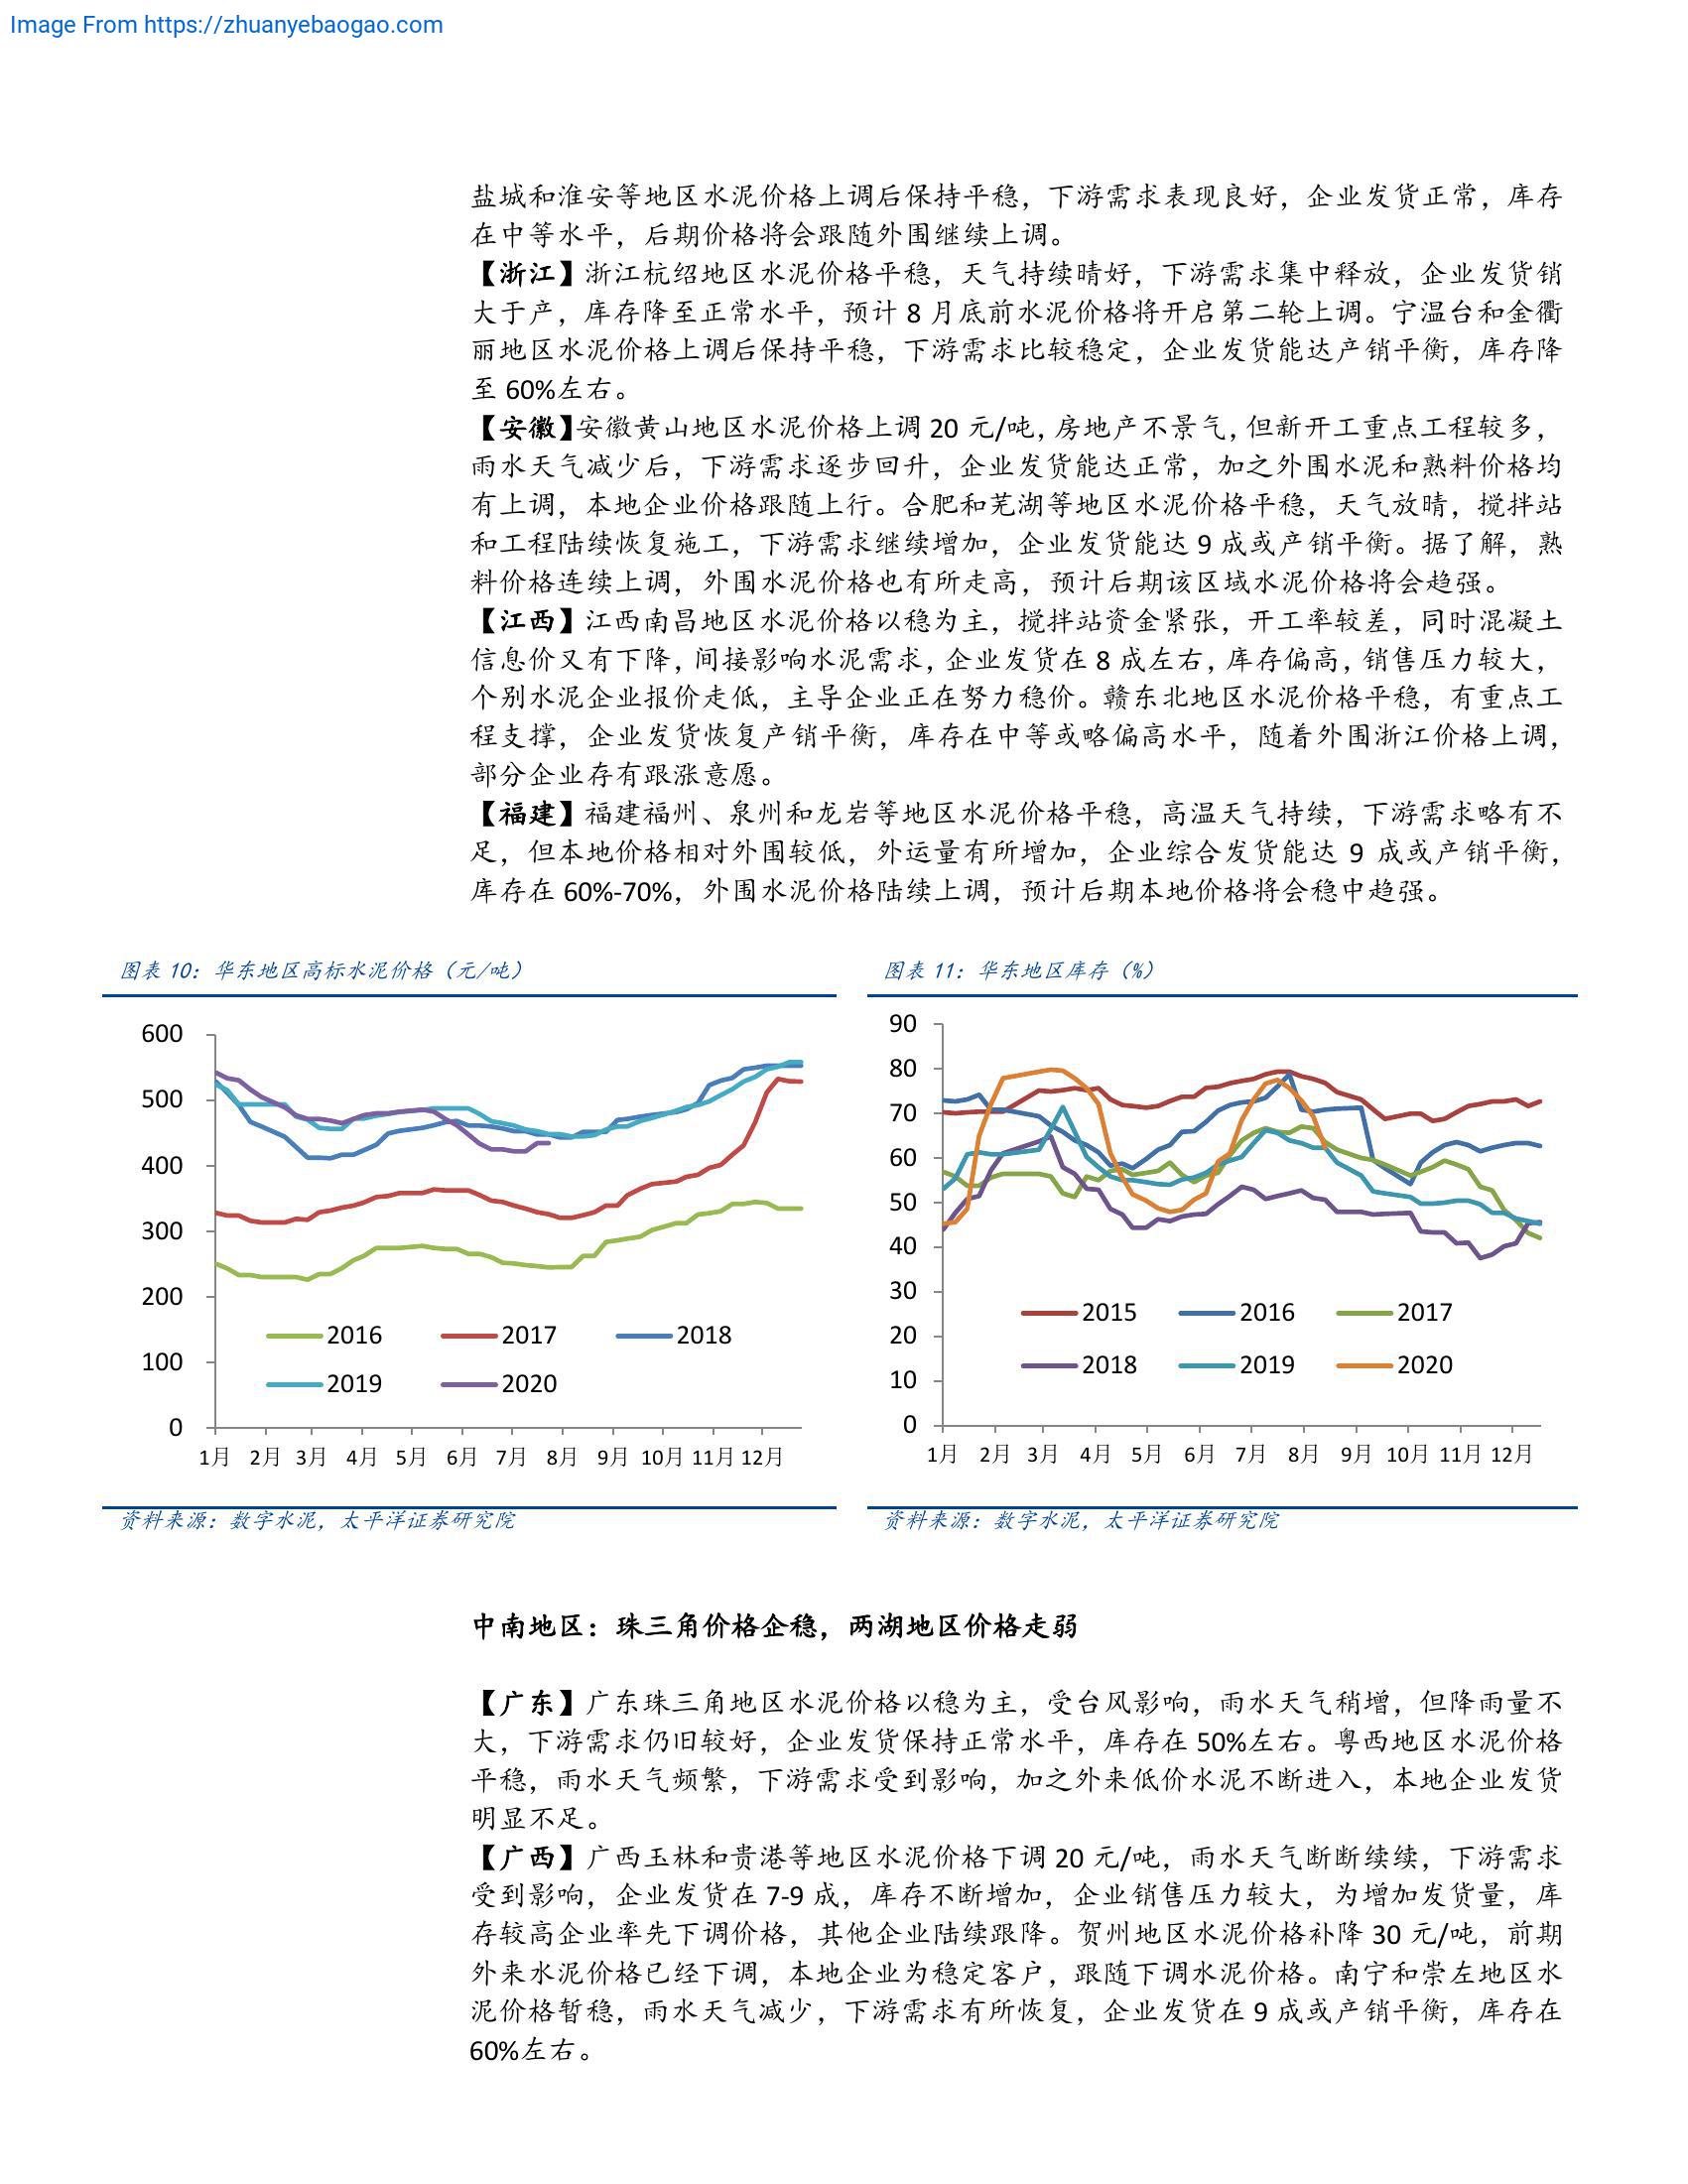 Image From https://zhuanyebaogao.com
盐城和淮安等地区水泥价格上调后保持平稳，下游需求表现良好，企业发货正常，库存
在中等水平，后期价格将会跟随外围继续上调。
【浙江】浙江杭绍地区水泥价格平稳，天气持续晴好，下游需求集中释放，企业发货销
大于产，库存降至正常水平，预计 8 月底前水泥价格将开启第二轮上调。宁温台和金衢
丽地区水泥价格上调后保持平稳，下游需求比较稳定，企业发货能达产销平衡，库存降
至 60%左右。
【安徽】安徽黄山地区水泥价格上调 20 元/吨，房地产不景气，但新开工重点工程较多，
雨水天气减少后，下游需求逐步回升，企业发货能达正常，加之外围水泥和熟料价格均
有上调，本地企业价格跟随上行。合肥和芜湖等地区水泥价格平稳，天气放晴，搅拌站
和工程陆续恢复施工，下游需求继续增加，企业发货能达 9 成或产销平衡。据了解，熟
料价格连续上调，外围水泥价格也有所走高，预计后期该区域水泥价格将会趋强。
【江西】江西南昌地区水泥价格以稳为主，搅拌站资金紧张，开工率较差，同时混凝土
信息价又有下降，间接影响水泥需求，企业发货在 8 成左右，库存偏高，销售压力较大，
个别水泥企业报价走低，主导企业正在努力稳价。赣东北地区水泥价格平稳，有重点工
程支撑，企业发货恢复产销平衡，库存在中等或略偏高水平，随着外围浙江价格上调，
部分企业存有跟涨意愿。
【福建】福建福州、泉州和龙岩等地区水泥价格平稳，高温天气持续，下游需求略有不
足，但本地价格相对外围较低，外运量有所增加，企业综合发货能达 9 成或产销平衡，
库存在 60%-70%，外围水泥价格陆续上调，预计后期本地价格将会稳中趋强。
图表 10：华东地区高标水泥价格（元/吨）
600
500
400
300
200
100
0
2016 2017 2018
2019 2020
1月 2月 3月 4月 5月 6月 7月 8月 9月 10月 11月 12月
资料来源：数字水泥，太平洋证券研究院
图表 11：华东地区库存（%）
90
80
70
60
50
40
30
20
10
0
2015 2016 2017
2018 2019 2020
1月 2月 3月 4月 5月 6月 7月 8月 9月 10月 11月 12月
资料来源：数字水泥，太平洋证券研究院
中南地区：珠三角价格企稳，两湖地区价格走弱
【广东】广东珠三角地区水泥价格以稳为主，受台风影响，雨水天气稍增，但降雨量不
大，下游需求仍旧较好，企业发货保持正常水平，库存在 50%左右。粤西地区水泥价格
平稳，雨水天气频繁，下游需求受到影响，加之外来低价水泥不断进入，本地企业发货
明显不足。
【广西】广西玉林和贵港等地区水泥价格下调 20 元/吨，雨水天气断断续续，下游需求
受到影响，企业发货在 7-9 成，库存不断增加，企业销售压力较大，为增加发货量，库
存较高企业率先下调价格，其他企业陆续跟降。贺州地区水泥价格补降 30 元/吨，前期
外来水泥价格已经下调，本地企业为稳定客户，跟随下调水泥价格。南宁和崇左地区水
泥价格暂稳，雨水天气减少，下游需求有所恢复，企业发货在 9 成或产销平衡，库存在
60%左右。